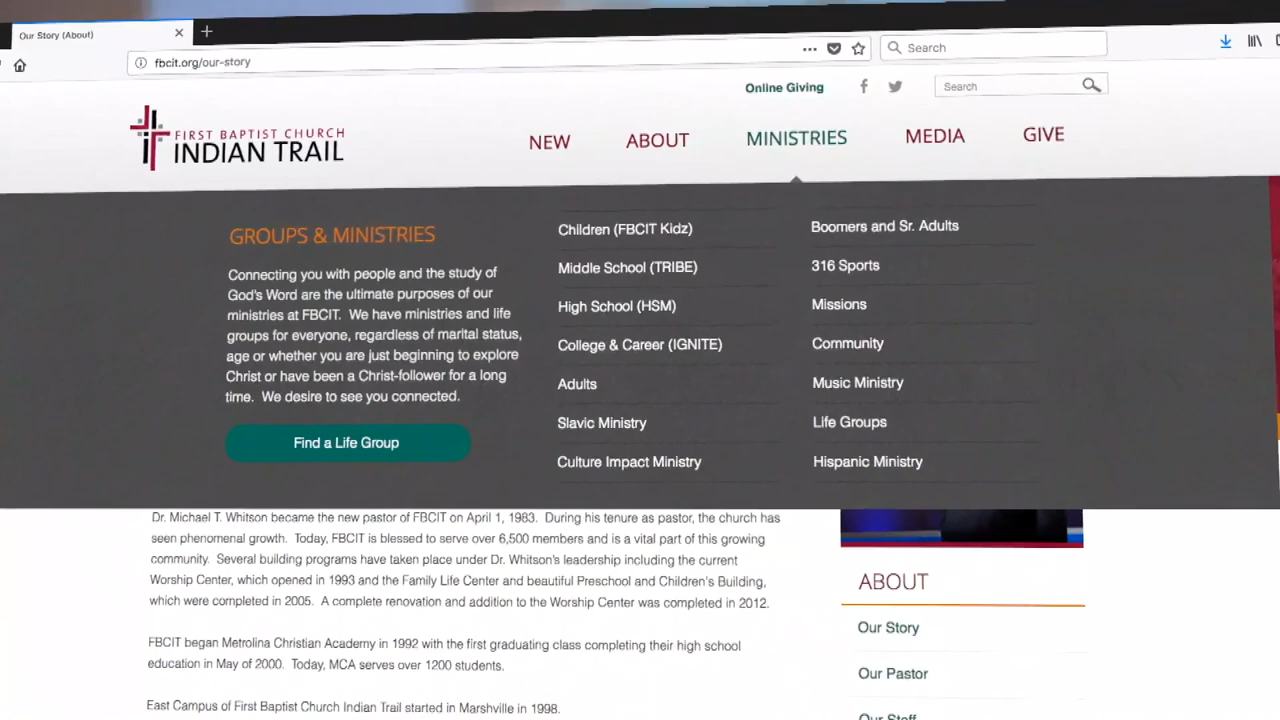 Our Story (About)
fbcit.org/our-story
Search
Online Giving
Search
FIRST BAPTIST CHURCH
INDIAN TRAIL
NEW
ABOUT
MINISTRIES
MEDIA
GIVE
GROUPS & MINISTRIES
Connecting you with people and the study of
God's Word are the ultimate purposes of our
ministries at FBCIT. We have ministries and life
groups for everyone, regardless of marital status,
age or whether you are just beginning to explore
Christ or have been a Christ-follower for a long
time. We desire to see you connected.
Find a Life Group
Children (FBCIT Kidz)
Middle School (TRIBE)
High School (HSM)
College & Career (IGNITE)
Adults
Slavic Ministry
Culture Impact Ministry
Boomers and Sr. Adults
316 Sports
Missions
Community
Music Ministry
Life Groups
Hispanic Ministry
Dr. Michael T. Whitson became the new pastor of FBCIT on April 1, 1983. During his tenure as pastor, the church has
seen phenomenal growth. Today, FBCIT is blessed to serve over 6,500 members and is a vital part of this growing
community. Several building programs have taken place under Dr. Whitson's leadership including the current
Worship Center, which opened in 1993 and the Family Life Center and beautiful Preschool and Children's Building,
which were completed in 2005. A complete renovation and addition to the Worship Center was completed in 2012.
FBCIT began Metrolina Christian Academy in 1992 with the first graduating class completing their high school
education in May of 2000. Today, MCA serves over 1200 students.
East Campus of First Baptist Church Indian Trail started in Marshville in 1998.
ABOUT
Our Story
Our Pastor
Our Staff